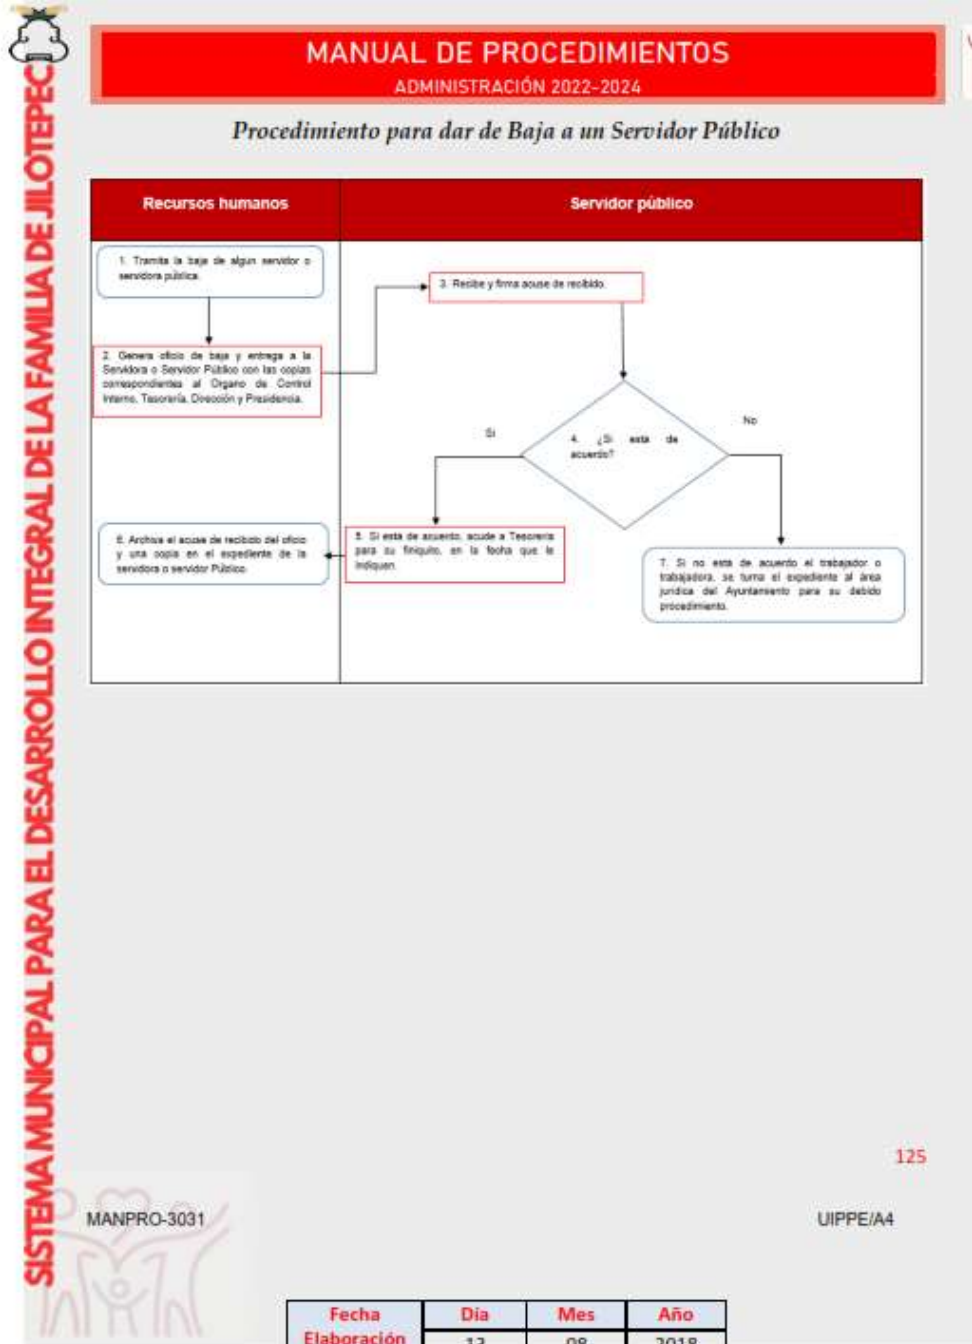 MANUAL DE PROCEDIMIENTOS
ADMINISTRACIÓN 2022-2024
SISTEMA MUNICIPAL PARA EL DESARROLLO INTEGRAL DE LA FAMILIA DE JILOTEPEC
Procedimiento para dar de Baja a un Servidor Público
Recursos humanos
Servidor público
1. Tramita la baja de algun servidor o
servidora pública.
2. Genera oficio de baja y entrega a la
Servidora o Servidor Público con las copias
correspondientes al Organo de Control
Interno, Tesorería, Dirección y Presidencia.
3. Recibe y firma acuse de recibido.
4. ¿Si está de
acuerdo?
Si
No
5. Si esta de acuerdo, acude a Tesorería
para su finiquito, en la fecha que le
indiquen.
6. Archiva el acuse de recibido del oficio
y una copia en el expediente de la
servidora o servidor Público.
7. Si no está de acuerdo el trabajador o
trabajadora, se turna el expediente al área
jurídica del Ayuntamiento para su debido
procedimiento.
125
MANPRO-3031
UIPPE/A4
Fecha Día Mes Año
Elaboración 13 08 2018